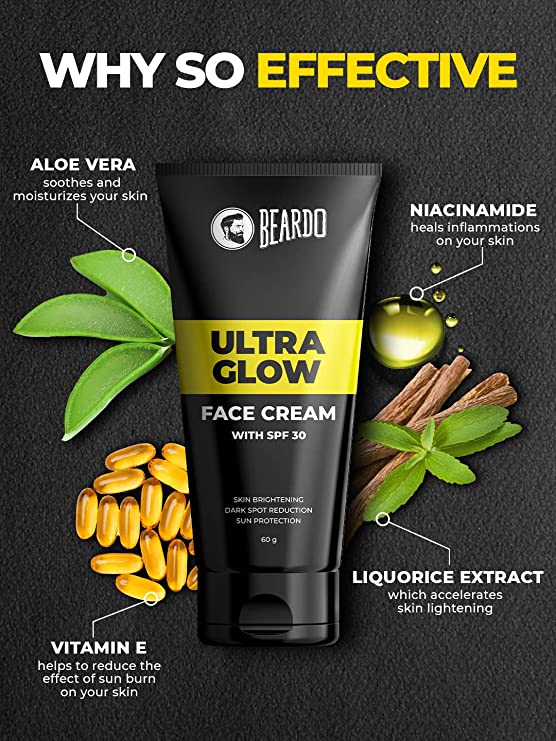 WHY SO EFFECTIVE
ALOE VERA
soothes and
moisturizes your skin
NIACINAMIDE
heals inflammations
on your skin
BEARDO
ULTRA
GLOW
FACE CREAM
WITH SPF 30
SKIN BRIGHTENING
DARK SPOT REDUCTION
SUN PROTECTION
60 g
LIQUORICE EXTRACT
which accelerates
skin lightening
VITAMIN E
helps to reduce the
effect of sun burn
on your skin